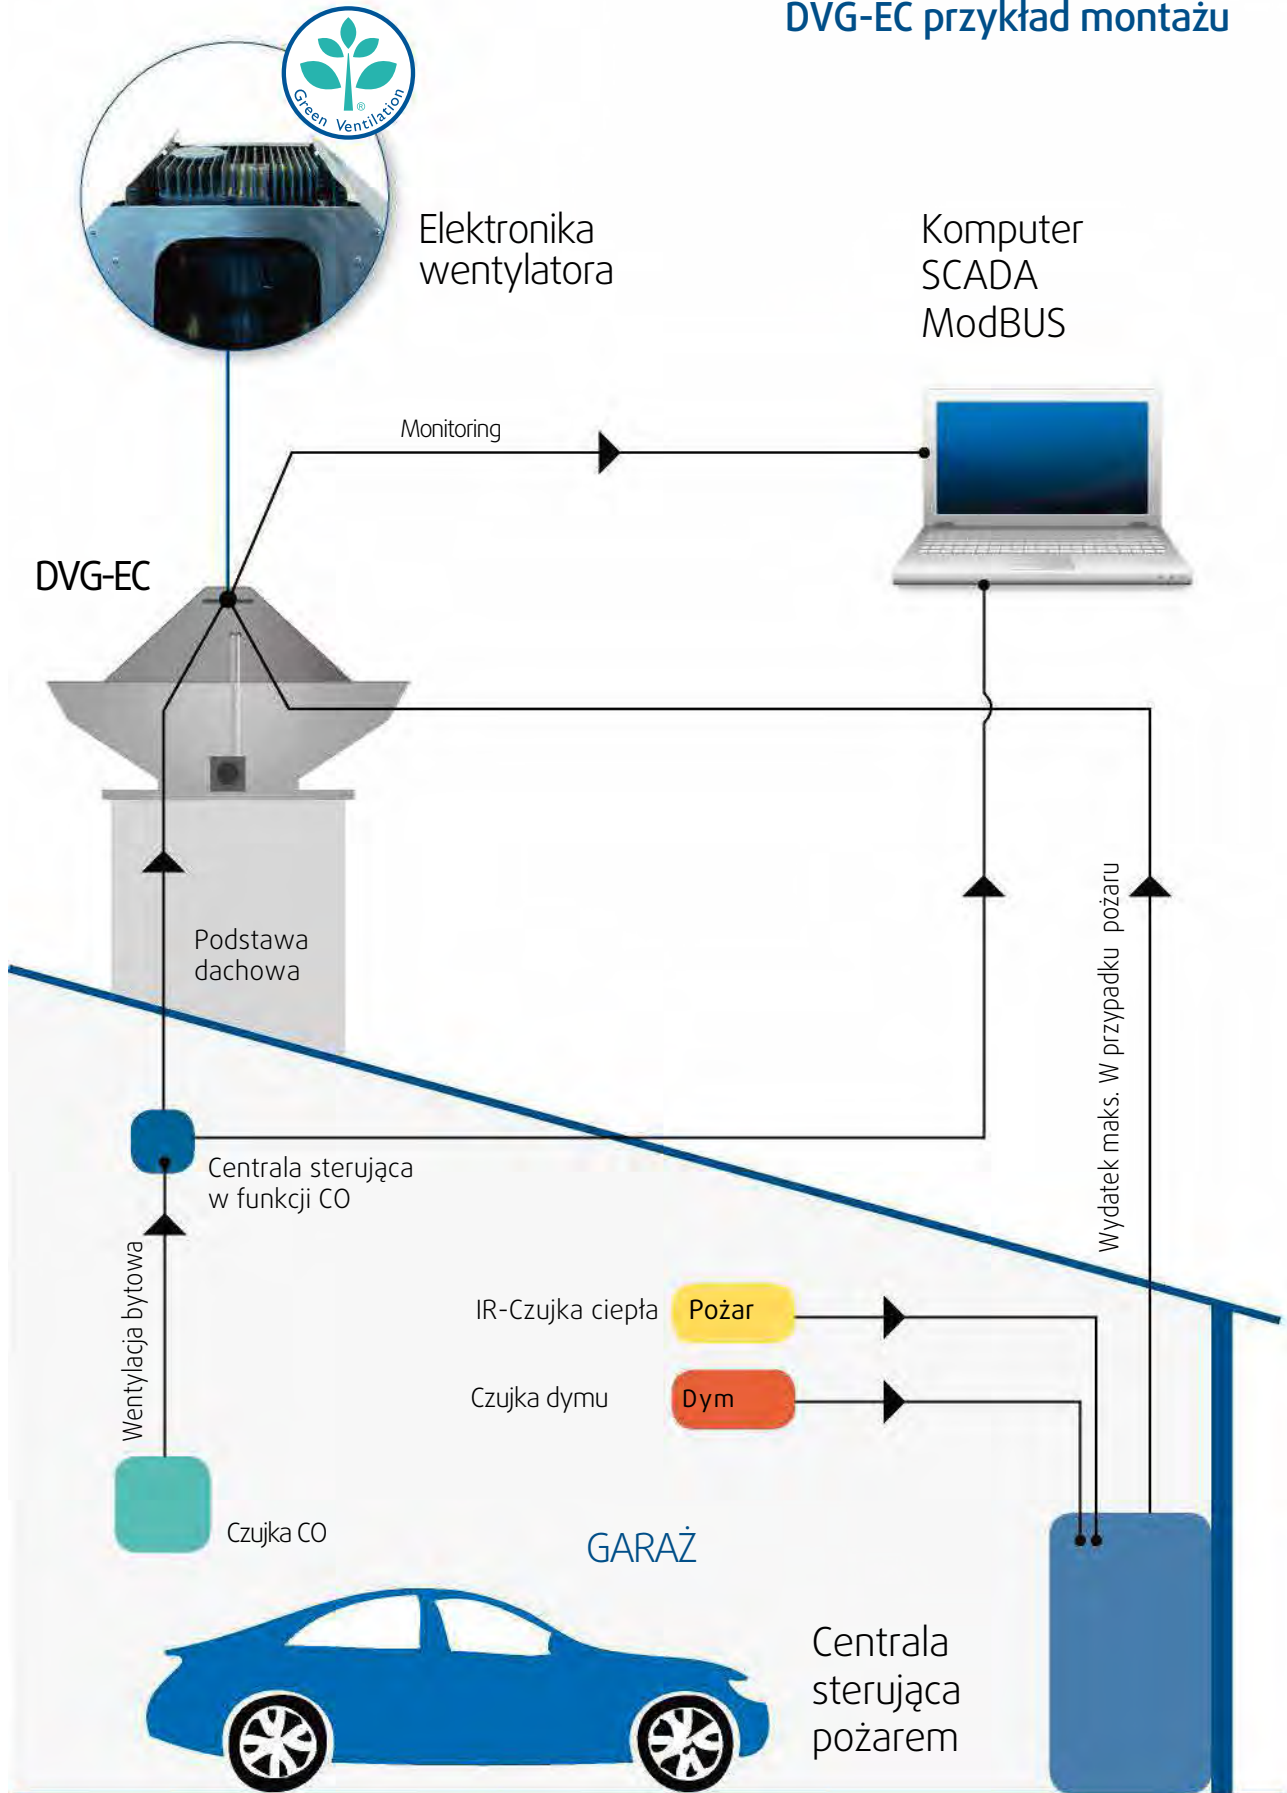 DVG-EC przykład montażu
Green Ventilation
®
Elektronika
wentylatora
Komputer
SCADA
ModBUS
Monitoring
DVG-EC
Podstawa
dachowa
Wydatek maks. W przypadku pożaru
Centrala sterująca
w funkcji CO
Wentylacja bytowa
IR-Czujka ciepła
Pożar
Czujka dymu
Dym
Czujka CO
GARAŻ
Centrala
sterująca
pożarem